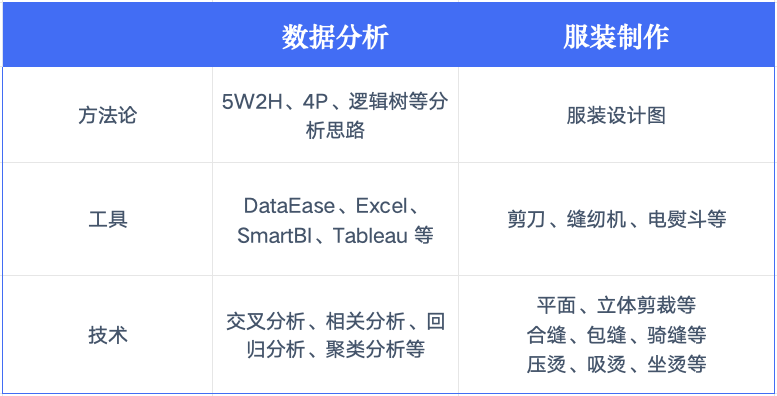 数据分析
服装制作
方法论
5W2H、4P、逻辑树等分
析思路
服装设计图
工具
DataEase、Excel、
SmartBI、Tableau 等
剪刀、缝纫机、电熨斗等
技术
交叉分析、相关分析、回
归分析、聚类分析等
平面、立体剪裁等
合缝、包缝、骑缝等
压烫、吸烫、坐烫等